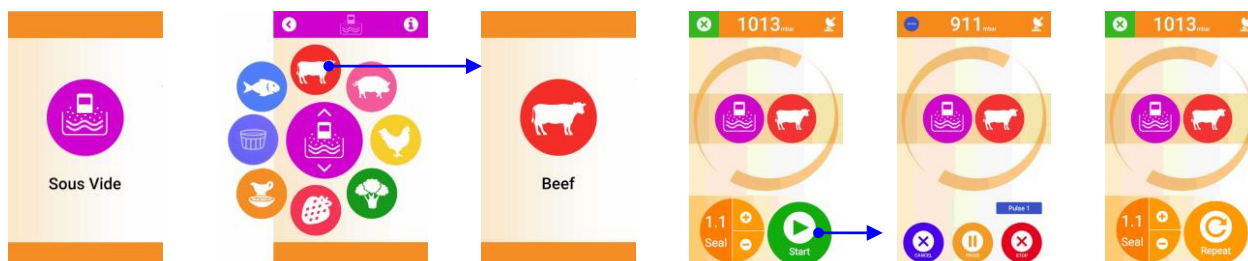 Sous Vide
Beef
1013 mbar
1.1
Seal
Start
911 mbar
Pulse 1
CANCEL
PAUSE
STOP
1013 mbar
1.1
Seal
Repeat